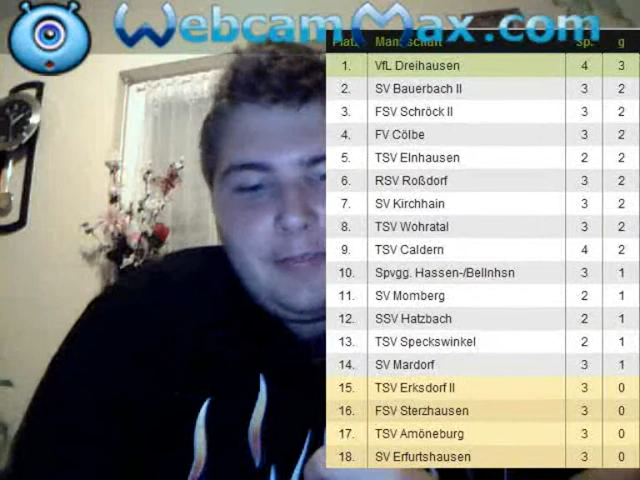 WebcamMax.com
Platz Mannschaft Sp. g
1. VfL Dreihausen 4 3
2. SV Bauerbach II 3 2
3. FSV Schröck II 3 2
4. FV Cölbe 3 2
5. TSV Elnhausen 2 2
6. RSV Roßdorf 3 2
7. SV Kirchhain 3 2
8. TSV Wohratal 3 2
9. TSV Caldern 4 2
10. Spvgg. Hassen-/Bellnhsn 3 1
11. SV Momberg 2 1
12. SSV Hatzbach 2 1
13. TSV Speckswinkel 2 1
14. SV Mardorf 3 1
15. TSV Erksdorf II 3 0
16. FSV Sterzhausen 3 0
17. TSV Amöneburg 3 0
18. SV Erfurtshausen 3 0